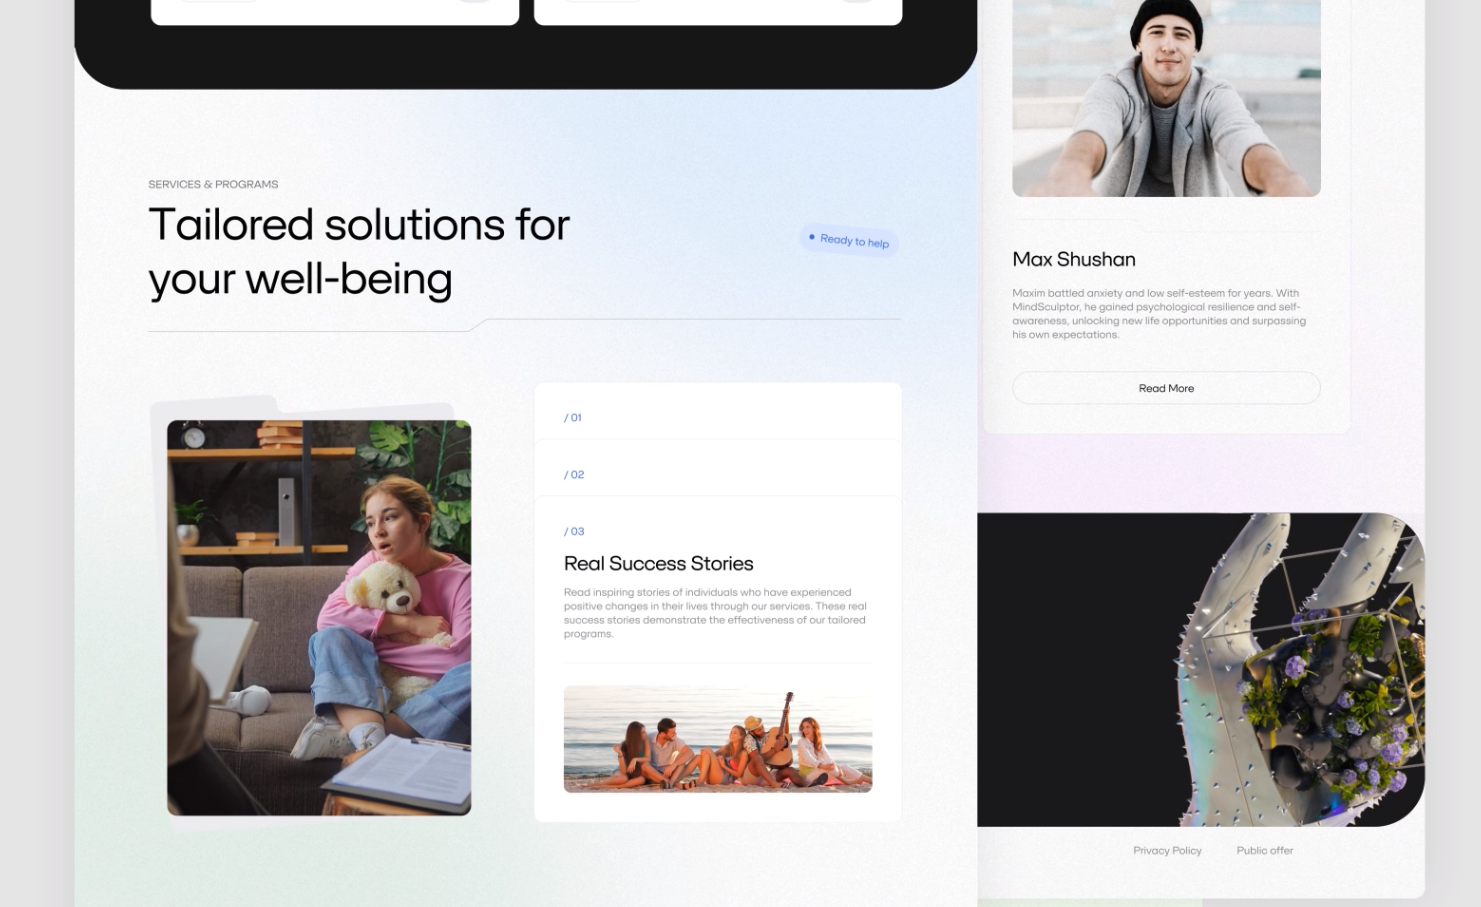 SERVICES & PROGRAMS
Tailored solutions for
your well-being
Ready to help
/ 01
/ 02
/ 03
Real Success Stories
Read inspiring stories of individuals who have experienced
positive changes in their lives through our services. These real
success stories demonstrate the effectiveness of our tailored
programs.
Max Shushan
Maxim battled anxiety and low self-esteem for years. With
MindSculptor, he gained psychological resilience and self-
awareness, unlocking new life opportunities and surpassing
his own expectations.
Read More
Privacy Policy
Public offer